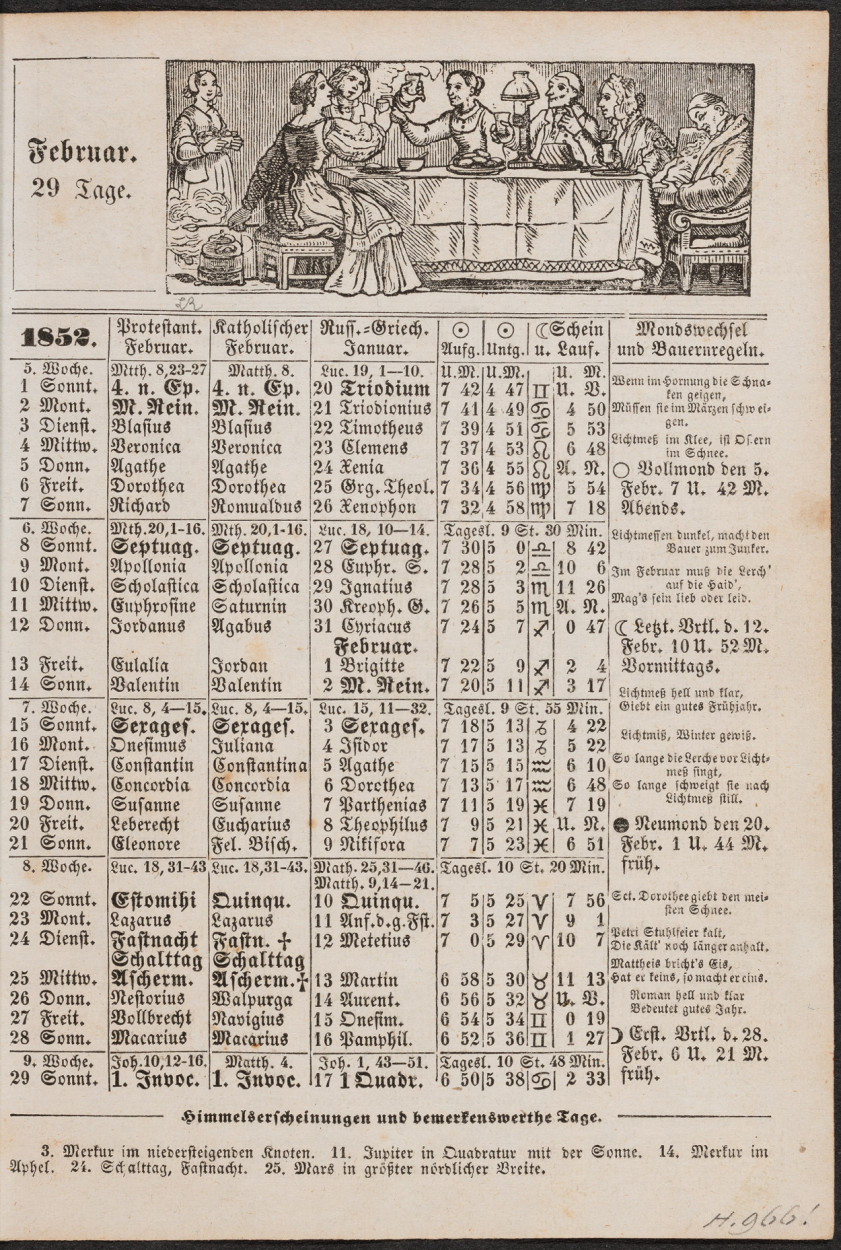 Februar.
29 Tage.
1852. Protestant. Februar. Katholischer Februar. Russ.-Griech. Januar. ☉ Aufg. ☉ Untg. ☾Schein u. Lauf. Mondswechsel und Bauernregeln.
5. Woche. Mtth. 8,23-27 Matth. 8. Luc. 19, 1—10. U. M. U. M. U. M.
1 Sonnt. 4. n. Ep. 4. n. Ep. 20 Triodium 7 42 4 47 ♊ U. V.
2 Mont. M. Rein. M. Rein. 21 Triodionius 7 41 4 49 ♋ 4 50
3 Dienst. Blasius Blasius 22 Timotheus 7 39 4 51 ♋ 5 53
4 Mittw. Veronica Veronica 23 Clemens 7 37 4 53 ♌ 6 48
5 Donn. Agathe Agathe 24 Xenia 7 36 4 55 ♌ A. N.
6 Freit. Dorothea Dorothea 25 Grg. Theol. 7 34 4 56 ♍ 5 54
7 Sonn. Richard Romualdus 26 Xenophon 7 32 4 58 ♍ 7 18
Wenn im Hornung die Schna-
ken geigen,
Müssen sie im Märzen schwei-
gen.
Lichtmeß im Klee, ist Ostern
im Schnee.
○ Vollmond den 5.
Febr. 7 U. 42 M.
Abends.
6. Woche. Mth. 20,1-16. Mth. 20,1-16. Luc. 18, 10—14. Tagesl. 9 St. 30 Min.
8 Sonnt. Septuag. Septuag. 27 Septuag. 7 30 5 0 ♎ 8 42
9 Mont. Apollonia Apollonia 28 Euphr. S. 7 28 5 2 ♎ 10 6
10 Dienst. Scholastica Scholastica 29 Ignatius 7 28 5 3 ♏ 11 26
11 Mittw. Euphrosine Saturnin 30 Kreoph. G. 7 26 5 5 ♏ A. N.
12 Donn. Jordanus Agabus 31 Cyriacus 7 24 5 7 ♐ 0 47
Februar.
13 Freit. Eulalia Jordan 1 Brigitte 7 22 5 9 ♐ 2 4
14 Sonn. Valentin Valentin 2 M. Rein. 7 20 5 11 ♐ 3 17
Lichtmessen dunkel, macht den
Bauer zum Junker.
Im Februar muß die Lerch'
auf die Haid',
Mag's sein lieb oder leid.
☾ Letzt. Vrtl. d. 12.
Febr. 10 U. 52 M.
Vormittags.
Lichtmeß hell und klar,
Giebt ein gutes Frühjahr.
7. Woche. Luc. 8, 4—15. Luc. 8, 4—15. Luc. 15, 11—32. Tagesl. 9 St. 55 Min.
15 Sonnt. Sexages. Sexages. 3 Sexages. 7 18 5 13 ♑ 4 22
16 Mont. Onesimus Juliana 4 Isidor 7 17 5 13 ♑ 5 22
17 Dienst. Constantin Constantina 5 Agathe 7 15 5 15 ♒ 6 10
18 Mittw. Concordia Concordia 6 Dorothea 7 13 5 17 ♒ 6 48
19 Donn. Susanne Susanne 7 Parthenias 7 11 5 19 ♓ 7 19
20 Freit. Leberecht Eucharius 8 Theophilus 7 9 5 21 ♓ U. N.
21 Sonn. Eleonore Fel. Bisch. 9 Nikifora 7 7 5 23 ♓ 6 51
Lichtmiß, Winter gewiß.
So lange die Lerche vor Licht-
meß singt,
So lange schweigt sie nach
Lichtmeß still.
● Neumond den 20.
Febr. 1 U. 44 M.
früh.
8. Woche. Luc. 18, 31-43 Luc. 18,31-43. Math. 25,31—46. Tagesl. 10 St. 20 Min.
Matth. 9,14—21.
22 Sonnt. Estomihi Quinqu. 10 Quinqu. 7 5 5 25 ♈ 7 56
23 Mont. Lazarus Lazarus 11 Anf.d.g.Fst. 7 3 5 27 ♈ 9 1
24 Dienst. Fastnacht Fastn. † 12 Metetius 7 0 5 29 ♈ 10 7
Schalttag Schalttag
25 Mittw. Ascherm. Ascherm.† 13 Martin 6 58 5 30 ♉ 11 13
26 Donn. Nestorius Walpurga 14 Aurent. 6 56 5 32 ♉ U. V.
27 Freit. Vollbrecht Navigius 15 Onesim. 6 54 5 34 ♊ 0 19
28 Sonn. Macarius Macarius 16 Pamphil. 6 52 5 36 ♊ 1 27
Sct. Dorothee giebt den mei-
sten Schnee.
Petri Stuhlfeier kalt,
Die Kält' noch länger anhalt.
Mattheis bricht's Eis,
Hat er keins, so macht er eins.
Roman hell und klar
Bedeutet gutes Jahr.
☽ Erst. Vrtl. d. 28.
Febr. 6 U. 21 M.
früh.
9. Woche. Joh. 10,12-16. Matth. 4. Joh. 1, 43—51. Tagesl. 10 St. 48 Min.
29 Sonnt. 1. Invoc. 1. Invoc. 17 1 Quadr. 6 50 5 38 ♋ 2 33
Himmelserscheinungen und bemerkenswerthe Tage.
3. Merkur im niedersteigenden Knoten. 11. Jupiter in Quadratur mit der Sonne. 14. Merkur im
Aphel. 24. Schalttag, Fastnacht. 25. Mars in größter nördlicher Breite.
H. 966!